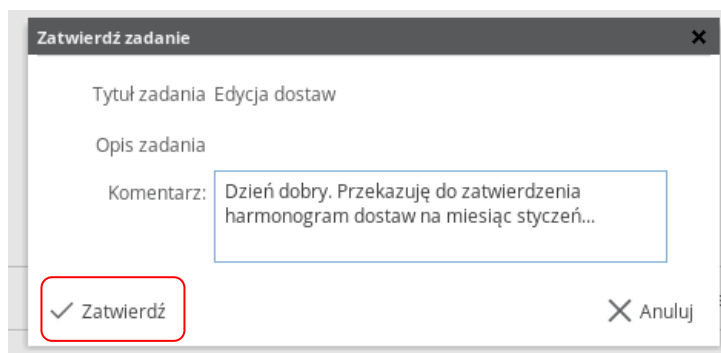 Zatwierdź zadanie
Tytuł zadania Edycja dostaw
Opis zadania
Komentarz: Dzień dobry. Przekazuję do zatwierdzenia
harmonogram dostaw na miesiąc styczeń...
Zatwierdź Anuluj